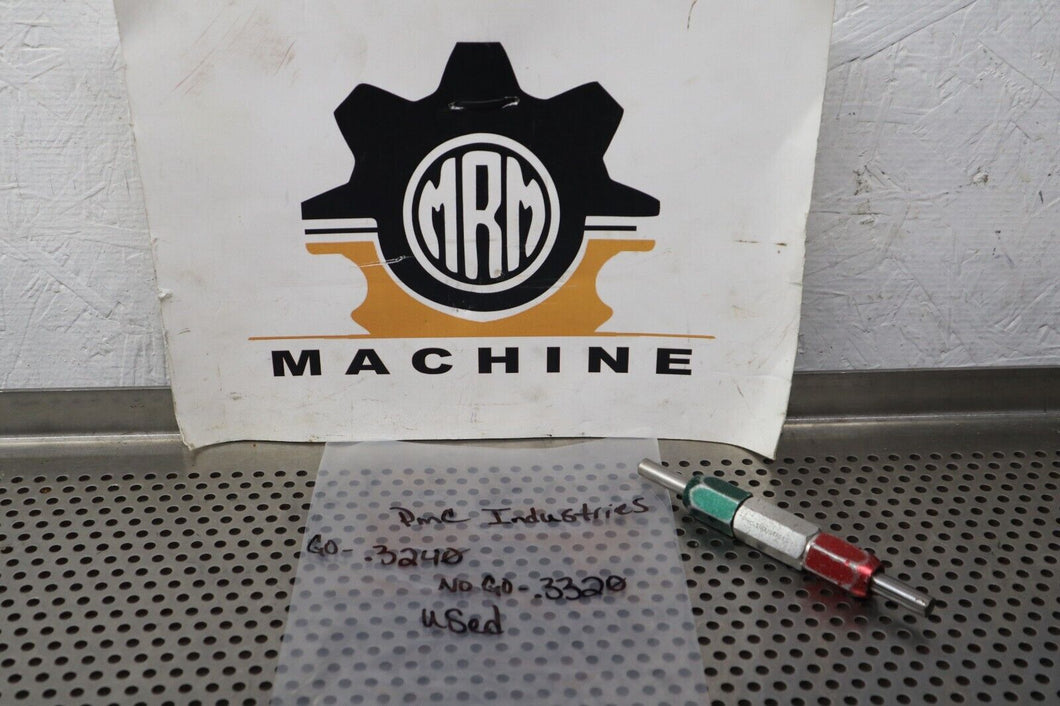 MRM
MACHINE
PMC Industries
GO- .3240
NO GO- .3320
Used